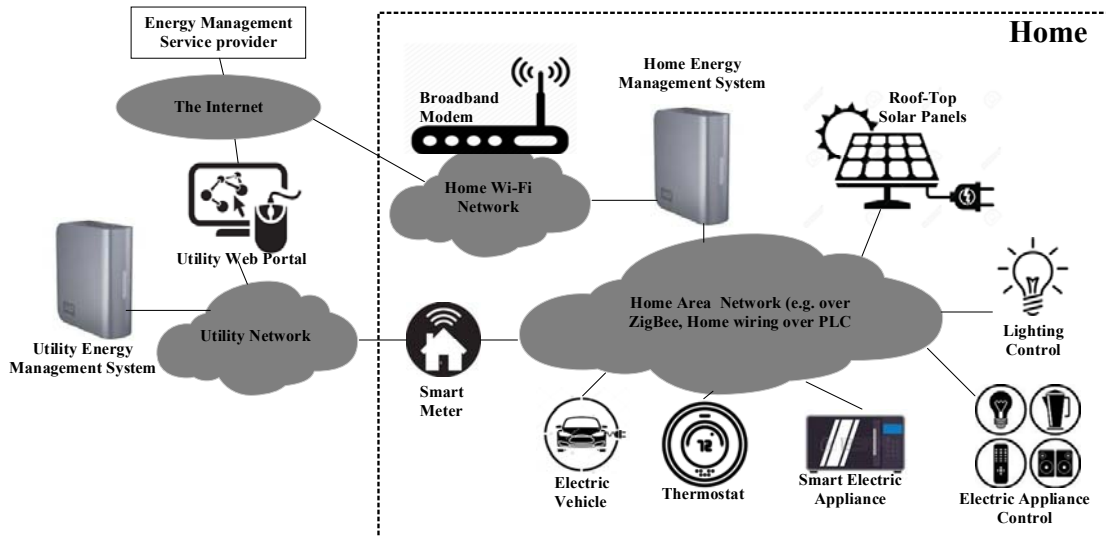 Energy Management
Service provider
Home
The Internet
Broadband
Modem
Home Energy
Management System
Roof-Top
Solar Panels
Home Wi-Fi
Network
Utility Web Portal
Home Area Network (e.g. over
ZigBee, Home wiring over PLC
Utility Network
Lighting
Control
Utility Energy
Management System
Smart
Meter
72
Electric
Vehicle
Thermostat
Smart Electric
Appliance
Electric Appliance
Control